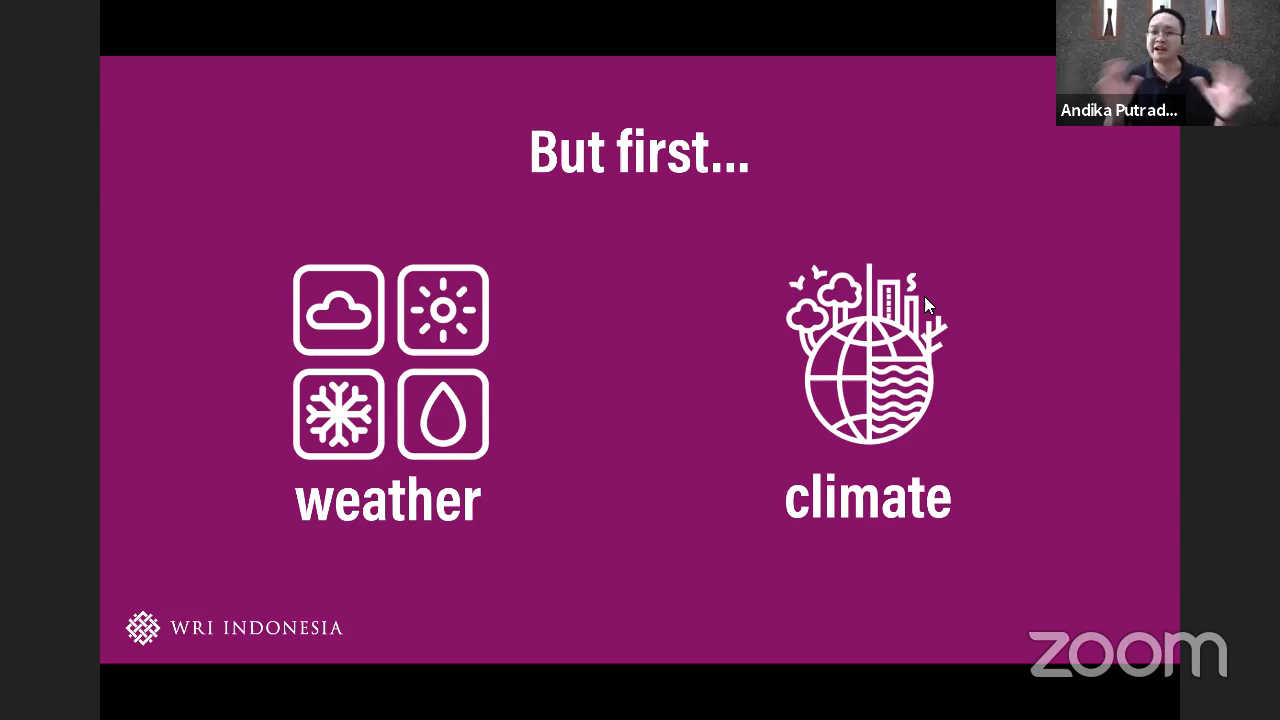 Andika Putrad...
But first...
weather
climate
WRI INDONESIA
zoom